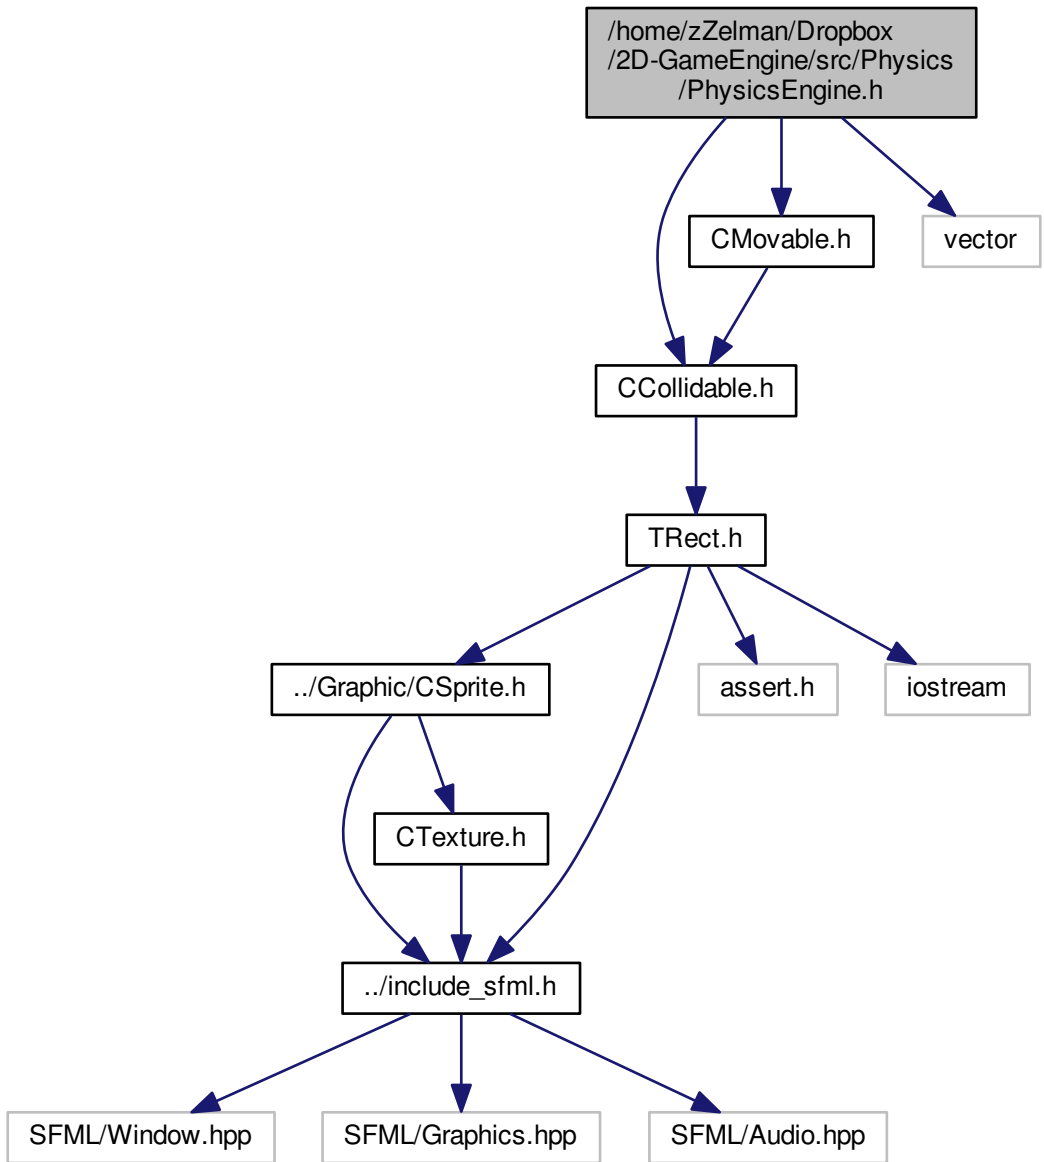 /home/zZelman/Dropbox
/2D-GameEngine/src/Physics
/PhysicsEngine.h
CMovable.h
vector
CCollidable.h
TRect.h
../Graphic/CSprite.h
assert.h
iostream
CTexture.h
../include_sfml.h
SFML/Window.hpp
SFML/Graphics.hpp
SFML/Audio.hpp